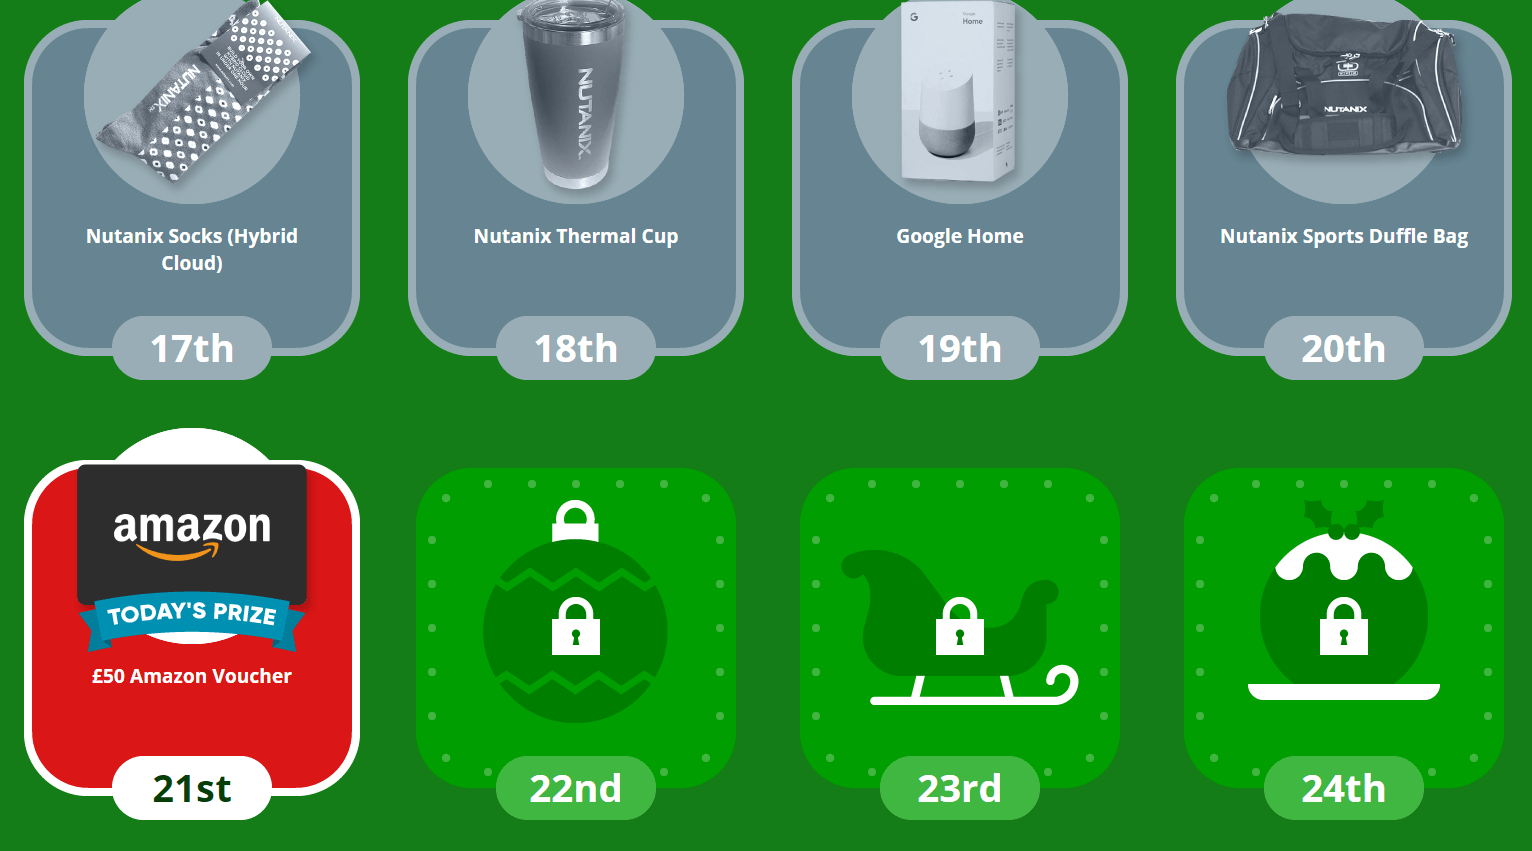 NUTANIX
NUTANIX
NUTANIX.
G
Home
NUTANIX
Nutanix Socks (Hybrid
Cloud)
Nutanix Thermal Cup
Google Home
Nutanix Sports Duffle Bag
17th
18th
19th
20th
amazon
TODAY'S PRIZE
£50 Amazon Voucher
21st
22nd
23rd
24th